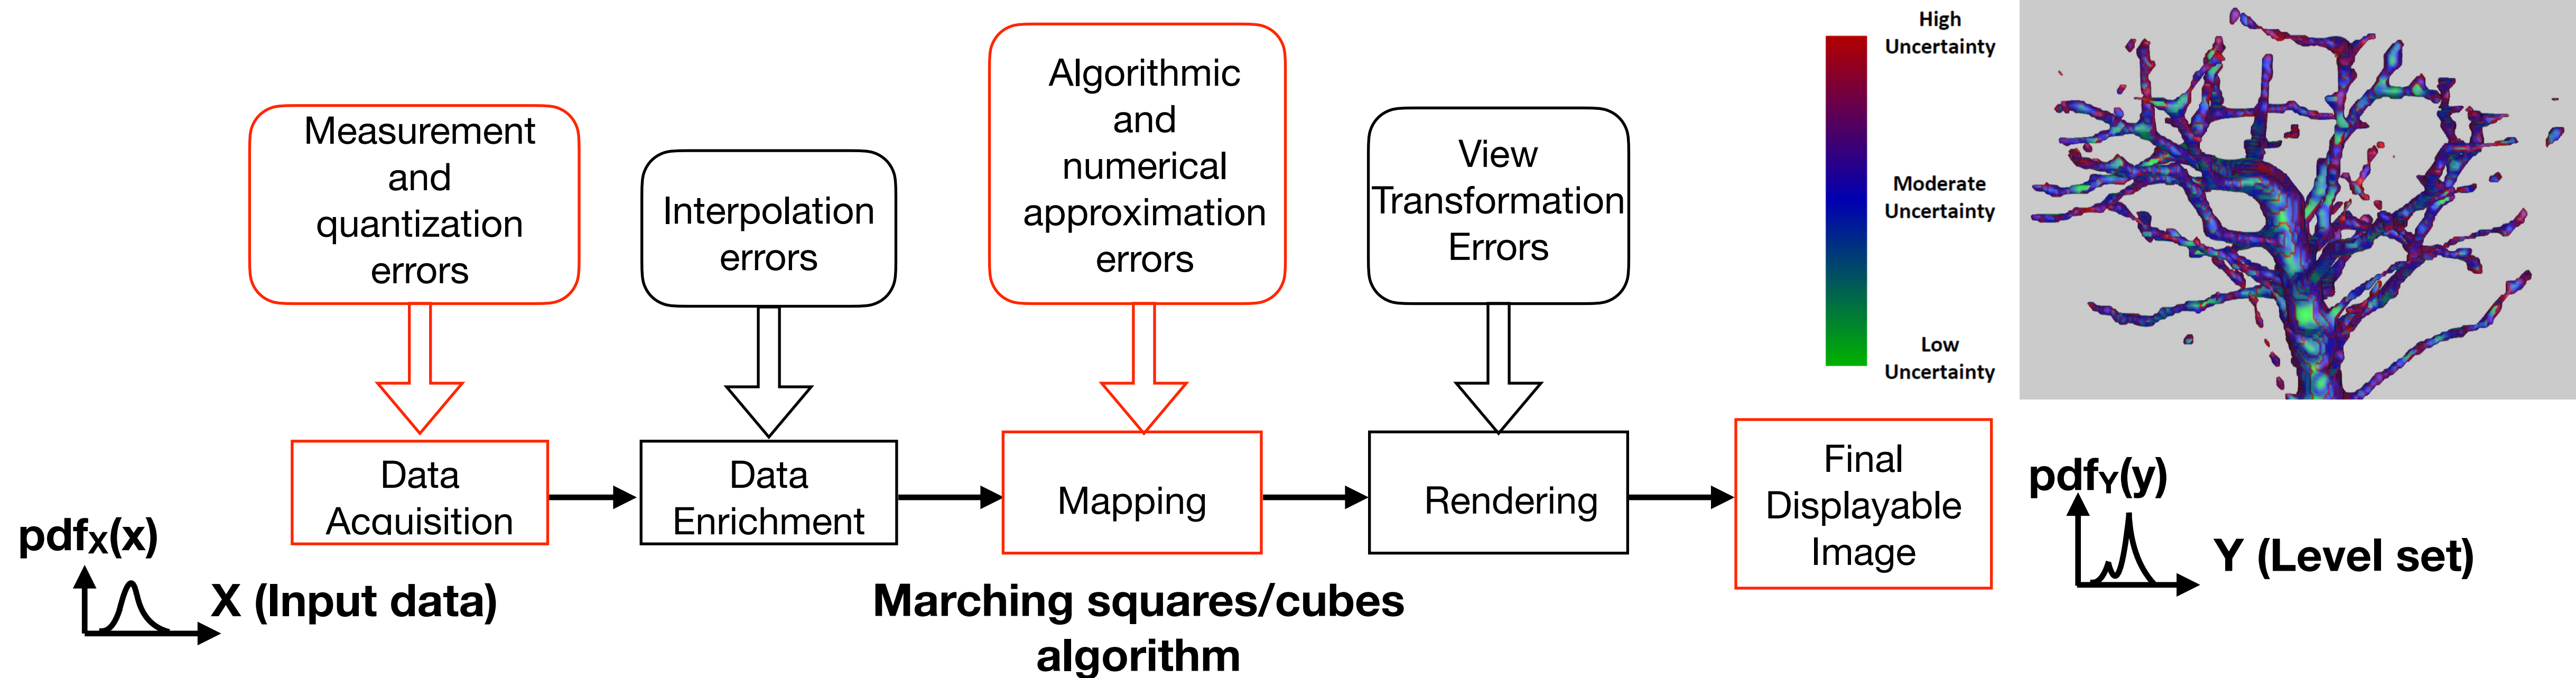 Measurement
and
quantization
errors
Interpolation
errors
Algorithmic
and
numerical
approximation
errors
View
Transformation
Errors
High
Uncertainty
Moderate
Uncertainty
Low
Uncertainty
Data
Acquisition
Data
Enrichment
Mapping
Rendering
Final
Displayable
Image
pdfX(x)
X (Input data)
Marching squares/cubes
algorithm
pdfY(y)
Y (Level set)